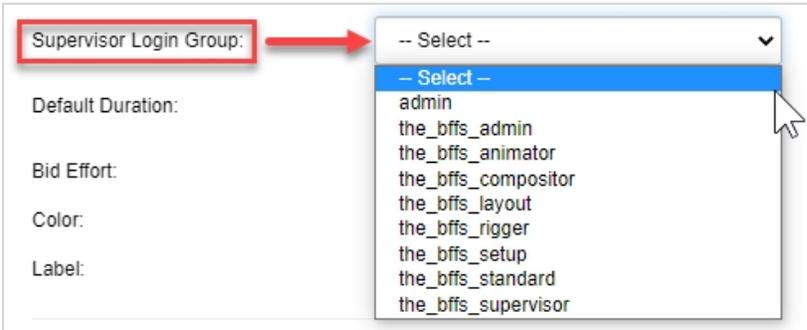 Supervisor Login Group:
-- Select --
-- Select --
admin
Default Duration:
the_bffs_admin
the_bffs_animator
Bid Effort:
the_bffs_compositor
the_bffs_layout
Color:
the_bffs_rigger
the_bffs_setup
Label:
the_bffs_standard
the_bffs_supervisor